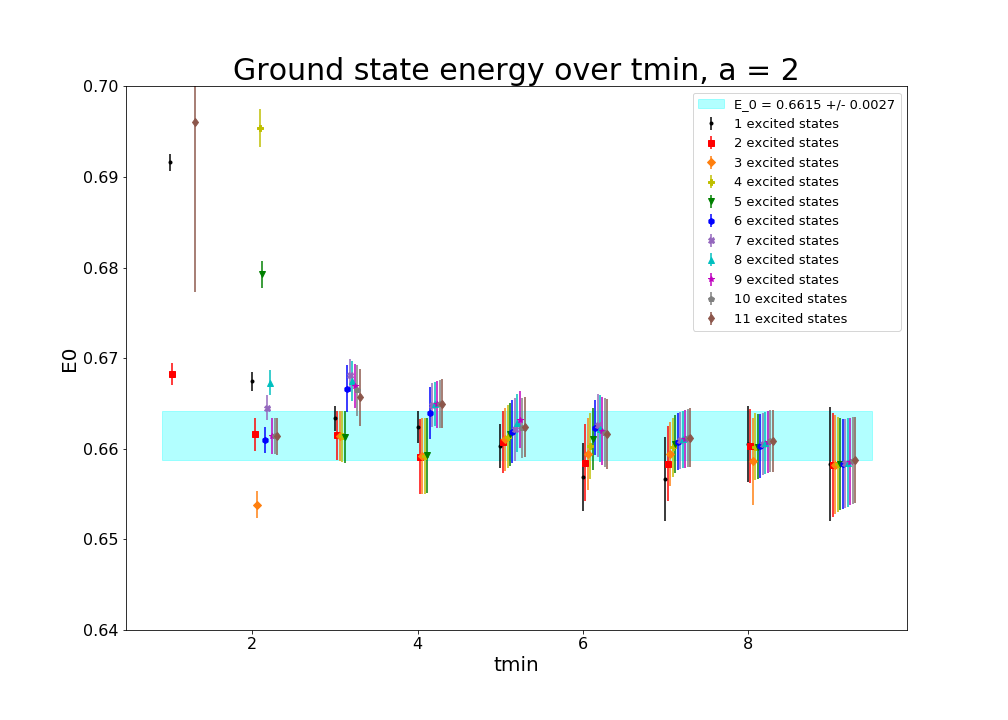 Ground state energy over tmin, a = 2
E_0 = 0.6615 +/- 0.0027
1 excited states
2 excited states
3 excited states
4 excited states
5 excited states
6 excited states
7 excited states
8 excited states
9 excited states
10 excited states
11 excited states
0.70
0.69
0.68
0.67
0.66
0.65
0.64
E0
2 4 6 8
tmin